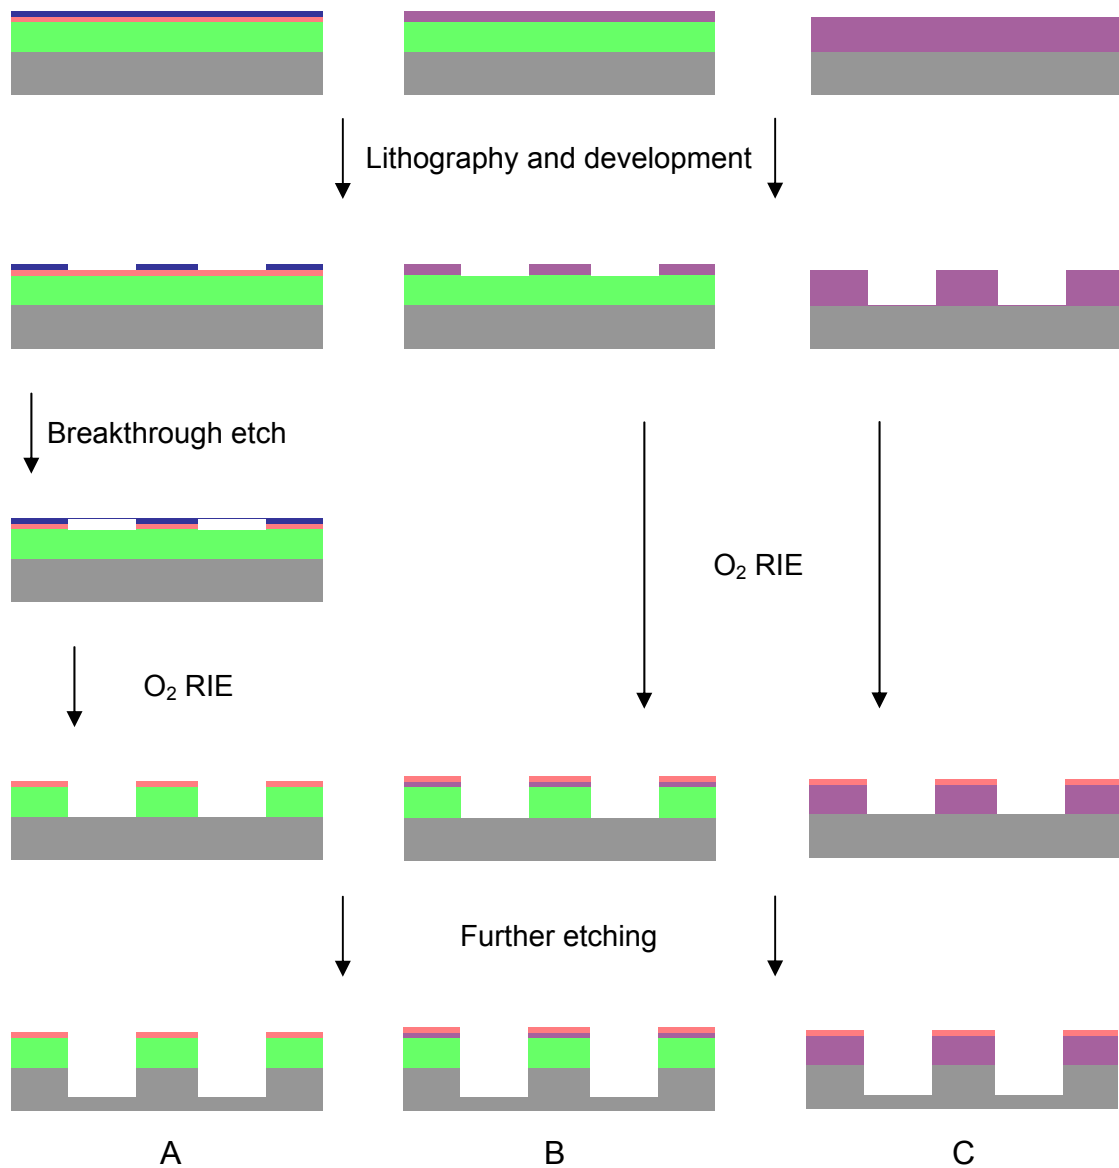 Lithography and development
Breakthrough etch
O₂ RIE
O₂ RIE
Further etching
A
B
C